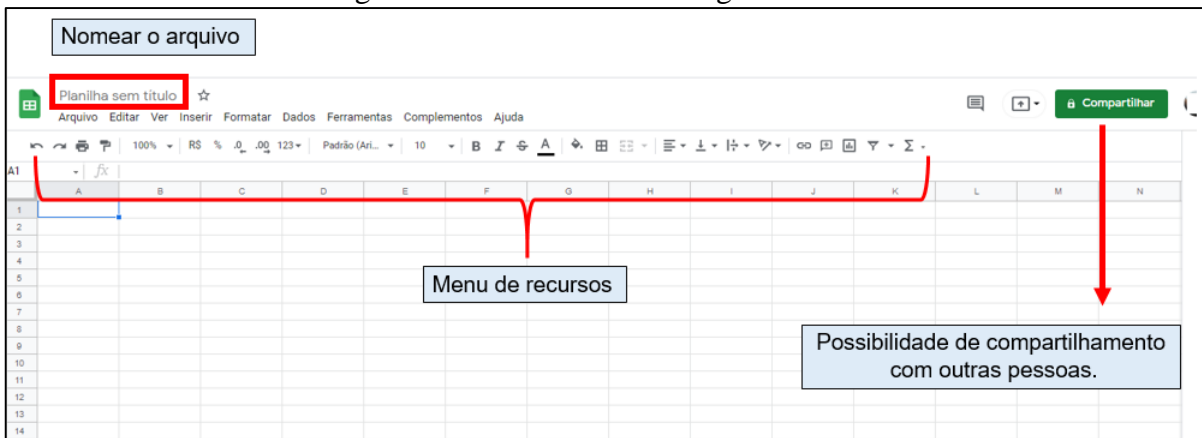 Nomear o arquivo
Planilha sem título
Compartilhar
Arquivo Editar Ver Inserir Formatar Dados Ferramentas Complementos Ajuda
100% R$ % .0 .00 123 Padrão (Ari... 10 B I S A Σ
A1 fx
A B C D E F G H I J K L M N
1
2
3
4
5
6
7
8
9
10
11
12
13
14
Menu de recursos
Possibilidade de compartilhamento
com outras pessoas.